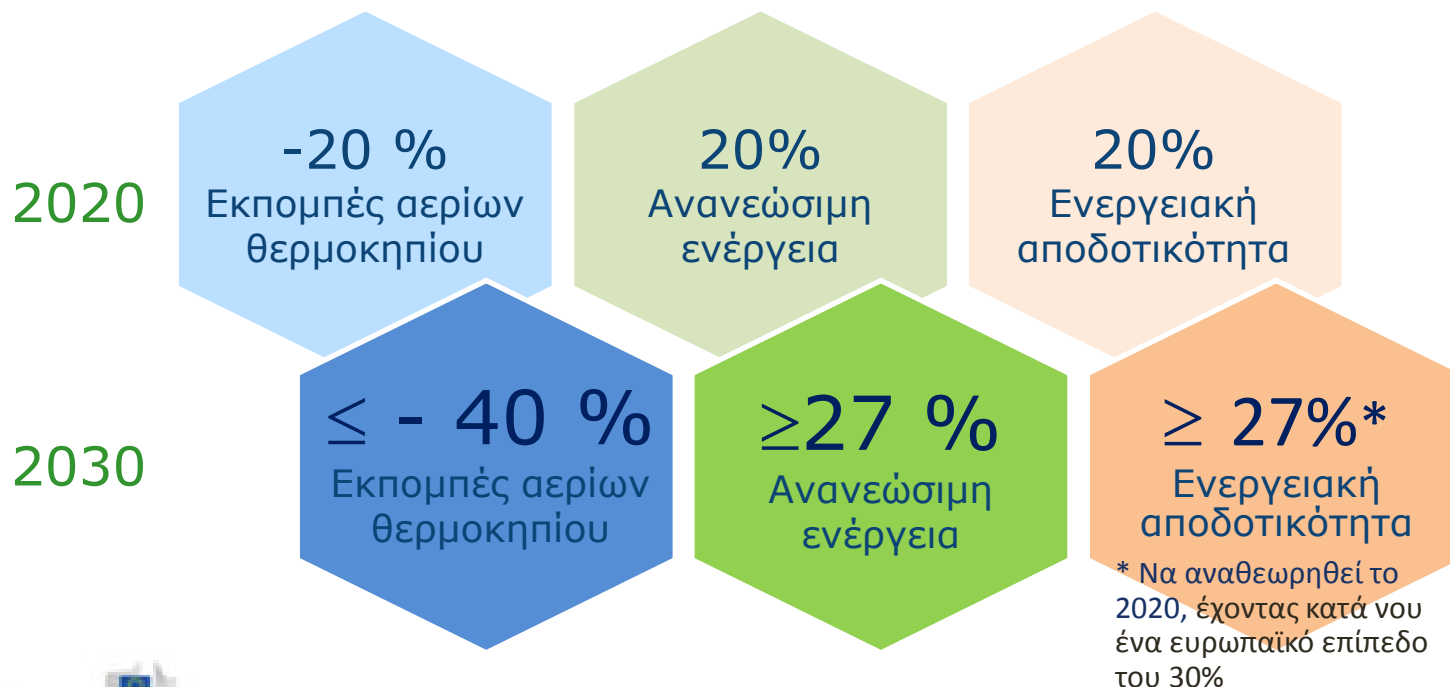 2020
-20 %
Εκπομπές αερίων
θερμοκηπίου
20%
Ανανεώσιμη
ενέργεια
20%
Ενεργειακή
αποδοτικότητα
2030
≤ - 40 %
Εκπομπές αερίων
θερμοκηπίου
≥27 %
Ανανεώσιμη
ενέργεια
≥ 27%*
Ενεργειακή
αποδοτικότητα
* Να αναθεωρηθεί το
2020, έχοντας κατά νου
ένα ευρωπαϊκό επίπεδο
του 30%